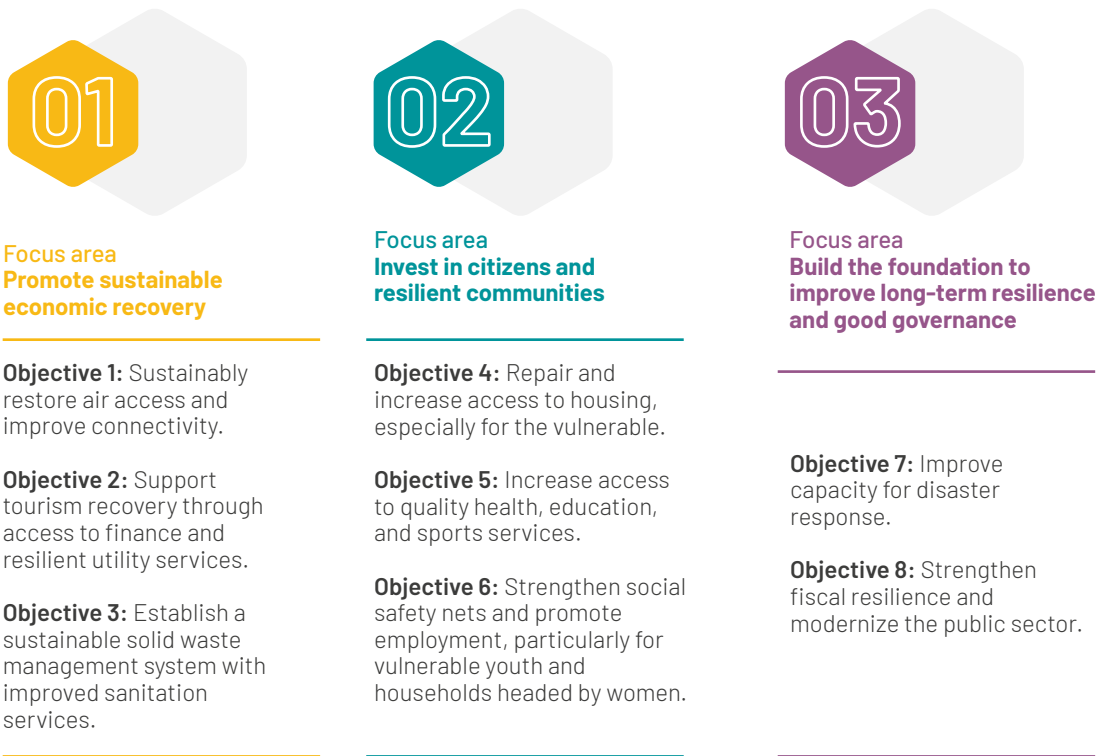 01
Focus area
Promote sustainable
economic recovery
Objective 1: Sustainably
restore air access and
improve connectivity.
Objective 2: Support
tourism recovery through
access to finance and
resilient utility services.
Objective 3: Establish a
sustainable solid waste
management system with
improved sanitation
services.
02
Focus area
Invest in citizens and
resilient communities
Objective 4: Repair and
increase access to housing,
especially for the vulnerable.
Objective 5: Increase access
to quality health, education,
and sports services.
Objective 6: Strengthen social
safety nets and promote
employment, particularly for
vulnerable youth and
households headed by women.
03
Focus area
Build the foundation to
improve long-term resilience
and good governance
Objective 7: Improve
capacity for disaster
response.
Objective 8: Strengthen
fiscal resilience and
modernize the public sector.